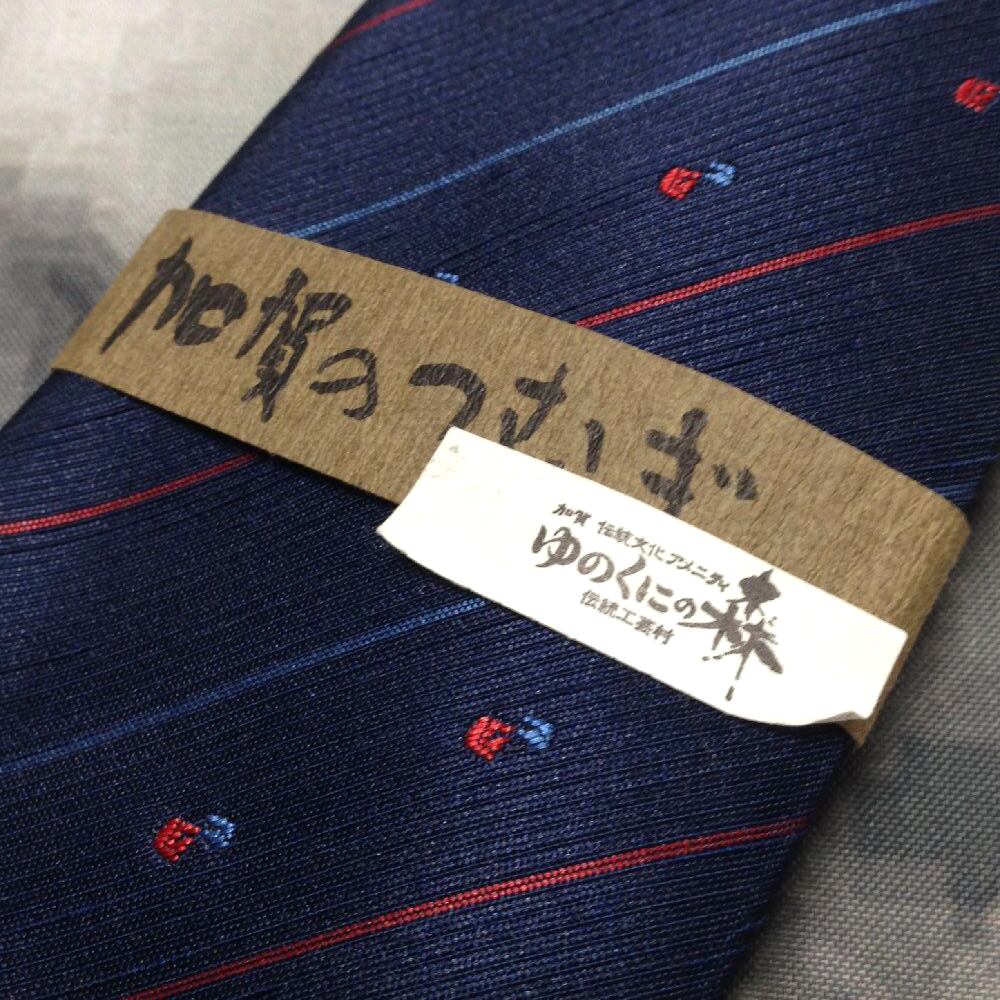 加賀のつむぎ
加賀 伝統文化アメニティ
ゆのくにの森
伝統工芸村